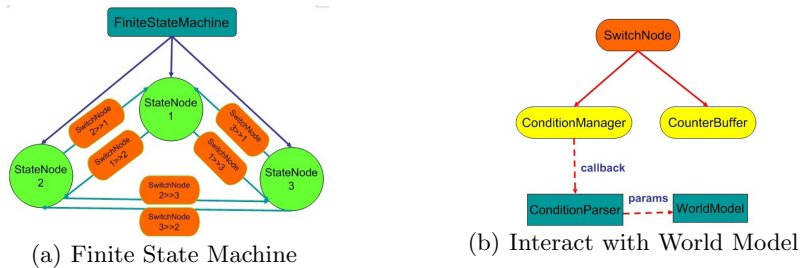 FiniteStateMachine
StateNode
1
SwitchNode
2>>1
SwitchNode
1>>2
SwitchNode
3>>1
SwitchNode
1>>3
StateNode
2
StateNode
3
SwitchNode
2>>3
SwitchNode
3>>2
(a) Finite State Machine
SwitchNode
ConditionManager
CounterBuffer
callback
ConditionParser
params
WorldModel
(b) Interact with World Model